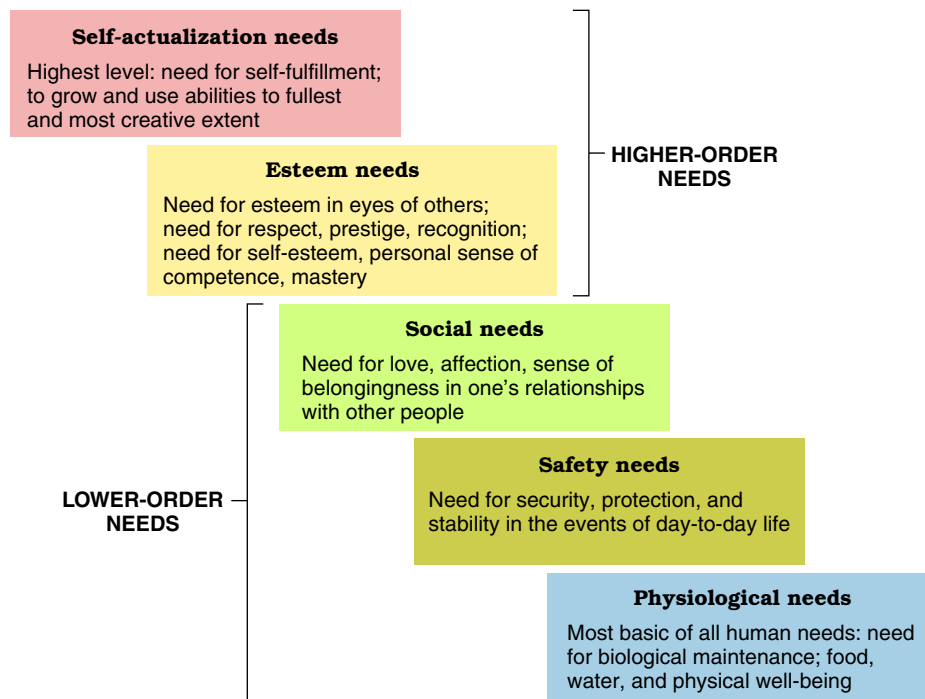 Self-actualization needs
Highest level: need for self-fulfillment;
to grow and use abilities to fullest
and most creative extent
HIGHER-ORDER
NEEDS
Esteem needs
Need for esteem in eyes of others;
need for respect, prestige, recognition;
need for self-esteem, personal sense of
competence, mastery
Social needs
Need for love, affection, sense of
belongingness in one's relationships
with other people
LOWER-ORDER
NEEDS
Safety needs
Need for security, protection, and
stability in the events of day-to-day life
Physiological needs
Most basic of all human needs: need
for biological maintenance; food,
water, and physical well-being